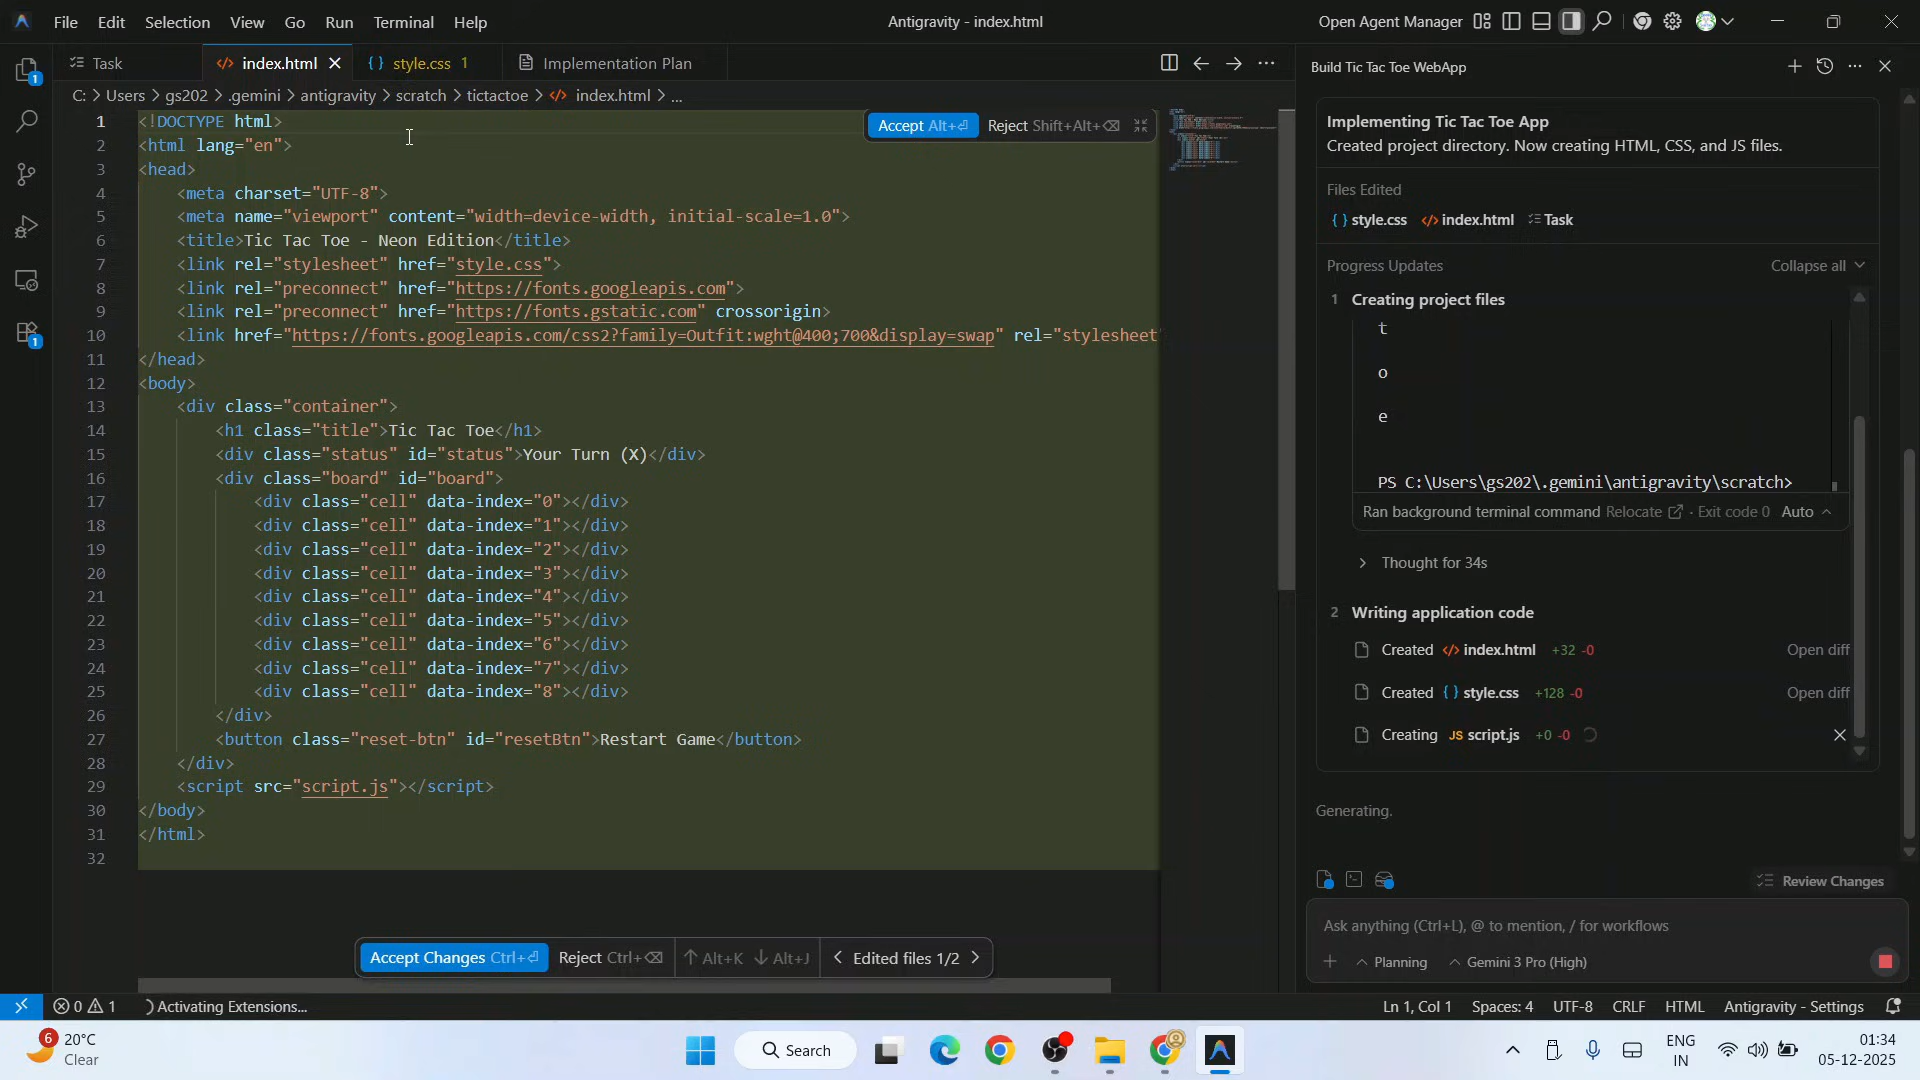 File Edit Selection View Go Run Terminal Help
Antigravity - index.html
Open Agent Manager
Task
index.html
style.css 1
Implementation Plan
C: > Users > gs202 > .gemini > antigravity > scratch > tictactoe > index.html > ...
1 <!DOCTYPE html>
2 <html lang="en">
3 <head>
4 <meta charset="UTF-8">
5 <meta name="viewport" content="width=device-width, initial-scale=1.0">
6 <title>Tic Tac Toe - Neon Edition</title>
7 <link rel="stylesheet" href="style.css">
8 <link rel="preconnect" href="https://fonts.googleapis.com">
9 <link rel="preconnect" href="https://fonts.gstatic.com" crossorigin>
10 <link href="https://fonts.googleapis.com/css2?family=Outfit:wght@400;700&display=swap" rel="stylesheet"
11 </head>
12 <body>
13 <div class="container">
14 <h1 class="title">Tic Tac Toe</h1>
15 <div class="status" id="status">Your Turn (X)</div>
16 <div class="board" id="board">
17 <div class="cell" data-index="0"></div>
18 <div class="cell" data-index="1"></div>
19 <div class="cell" data-index="2"></div>
20 <div class="cell" data-index="3"></div>
21 <div class="cell" data-index="4"></div>
22 <div class="cell" data-index="5"></div>
23 <div class="cell" data-index="6"></div>
24 <div class="cell" data-index="7"></div>
25 <div class="cell" data-index="8"></div>
26 </div>
27 <button class="reset-btn" id="resetBtn">Restart Game</button>
28 </div>
29 <script src="script.js"></script>
30 </body>
31 </html>
32
Accept Alt+⏎ Reject Shift+Alt+⌫
Accept Changes Ctrl+⏎ Reject Ctrl+⌫ ↑ Alt+K ↓ Alt+J < Edited files 1/2 >
Build Tic Tac Toe WebApp
Implementing Tic Tac Toe App
Created project directory. Now creating HTML, CSS, and JS files.
Files Edited
{ } style.css </> index.html Task
Progress Updates Collapse all
1 Creating project files
t
o
e
PS C:\Users\gs202\.gemini\antigravity\scratch>
Ran background terminal command Relocate · Exit code 0 Auto
> Thought for 34s
2 Writing application code
Created </> index.html +32 -0 Open diff
Created { } style.css +128 -0 Open diff
Creating JS script.js +0 -0
Generating.
Review Changes
Ask anything (Ctrl+L), @ to mention, / for workflows
+ Planning Gemini 3 Pro (High)
0 1 Activating Extensions...
Ln 1, Col 1 Spaces: 4 UTF-8 CRLF HTML Antigravity - Settings
6 20°C
Clear
Search
ENG
IN
01:34
05-12-2025